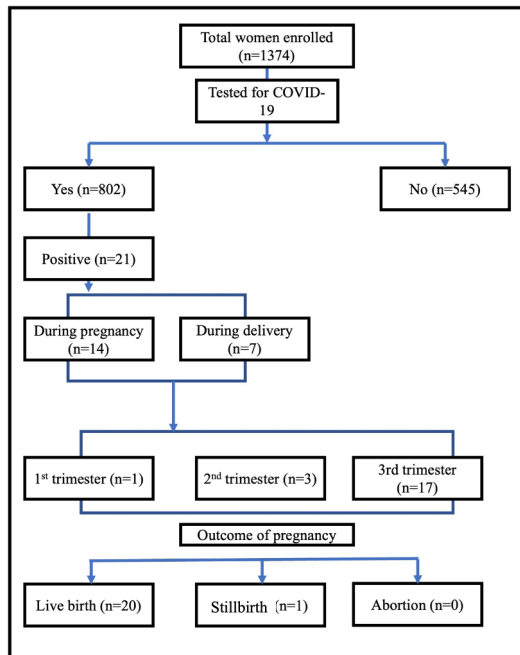 Total women enrolled
(n=1374)
Tested for COVID-
19
Yes (n=802)
No (n=545)
Positive (n=21)
During pregnancy
(n=14)
During delivery
(n=7)
1st trimester (n=1)
2nd trimester (n=3)
3rd trimester
(n=17)
Outcome of pregnancy
Live birth (n=20)
Stillbirth (n=1)
Abortion (n=0)